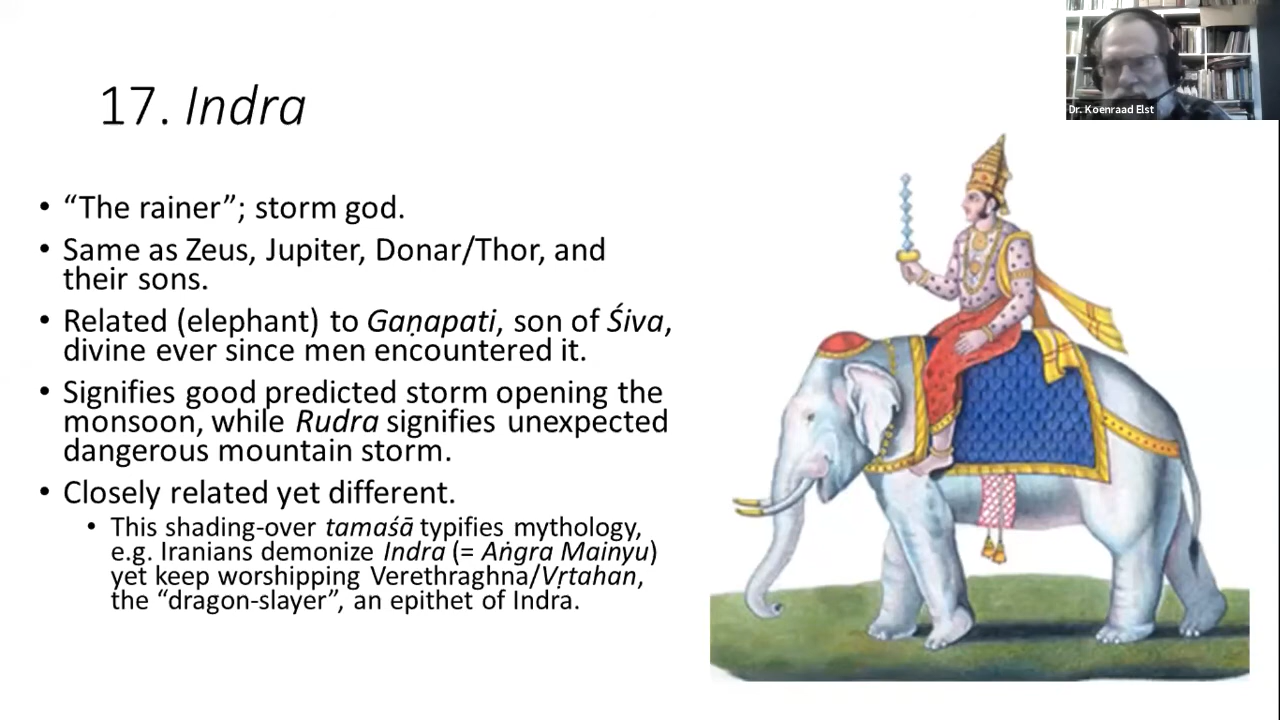 Dr. Koenraad Elst
17. Indra
• “The rainer”; storm god.
• Same as Zeus, Jupiter, Donar/Thor, and
their sons.
• Related (elephant) to Gaṇapati, son of Śiva,
divine ever since men encountered it.
• Signifies good predicted storm opening the
monsoon, while Rudra signifies unexpected
dangerous mountain storm.
• Closely related yet different.
• This shading-over tamaśā typifies mythology,
e.g. Iranians demonize Indra (= Aṅgra Mainyu)
yet keep worshipping Verethraghna/Vṛtahan,
the “dragon-slayer”, an epithet of Indra.